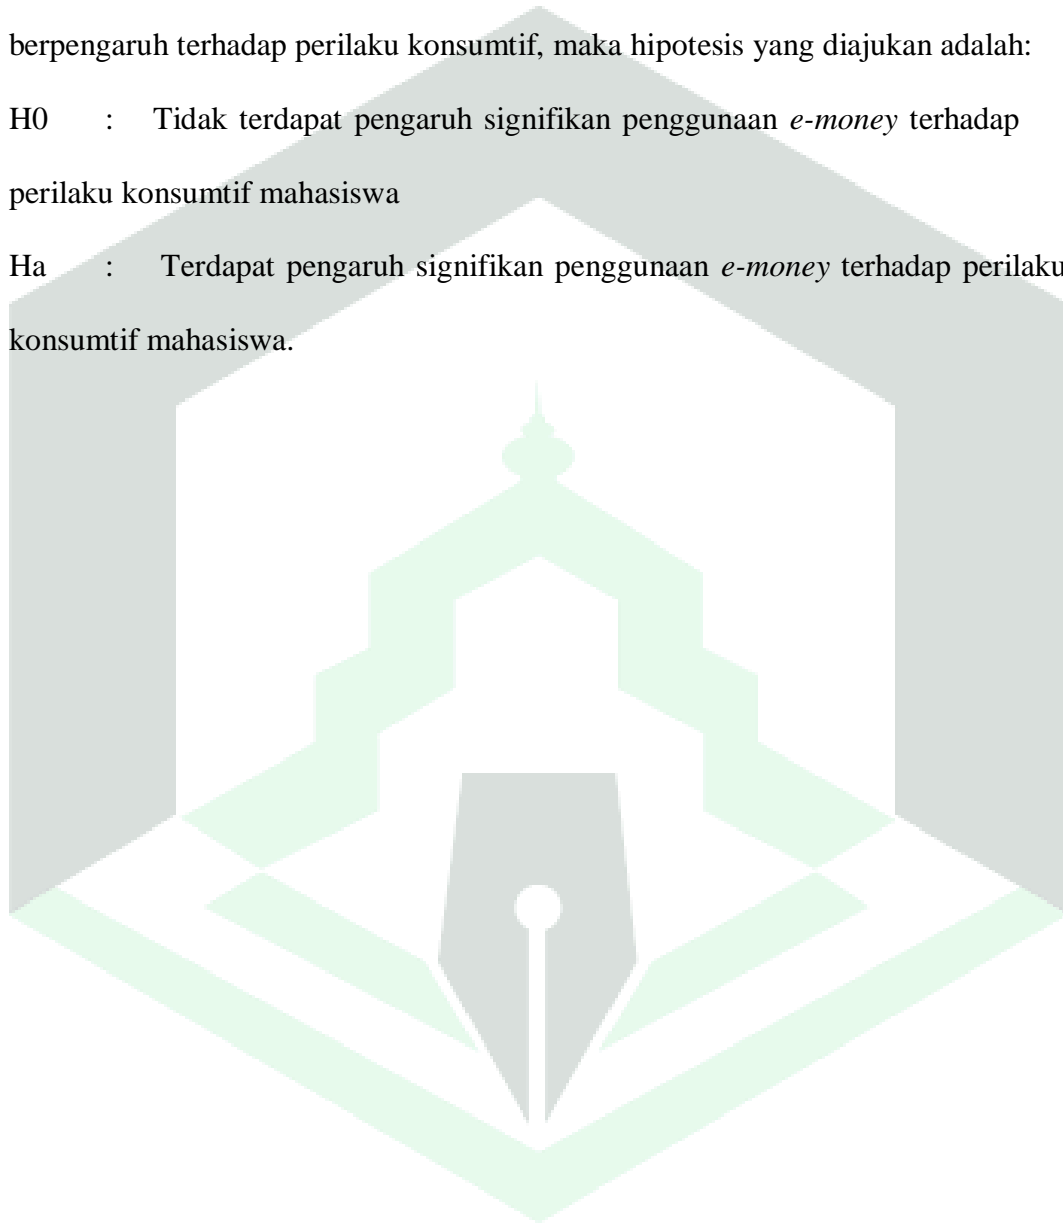 berpengaruh terhadap perilaku konsumtif, maka hipotesis yang diajukan adalah:
H0 : Tidak terdapat pengaruh signifikan penggunaan e-money terhadap
perilaku konsumtif mahasiswa
Ha : Terdapat pengaruh signifikan penggunaan e-money terhadap perilaku
konsumtif mahasiswa.